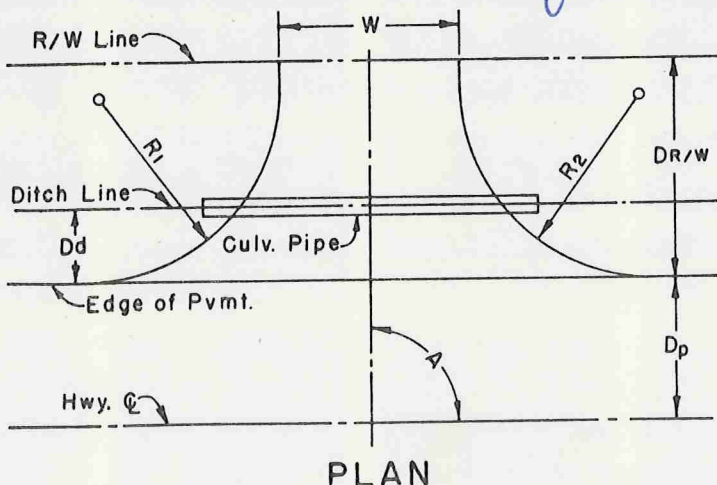 W
R/W Line
R1
R2
DR/W
Ditch Line
Dd
Culv. Pipe
Edge of Pvmt.
A
Dp
Hwy. ℄
PLAN